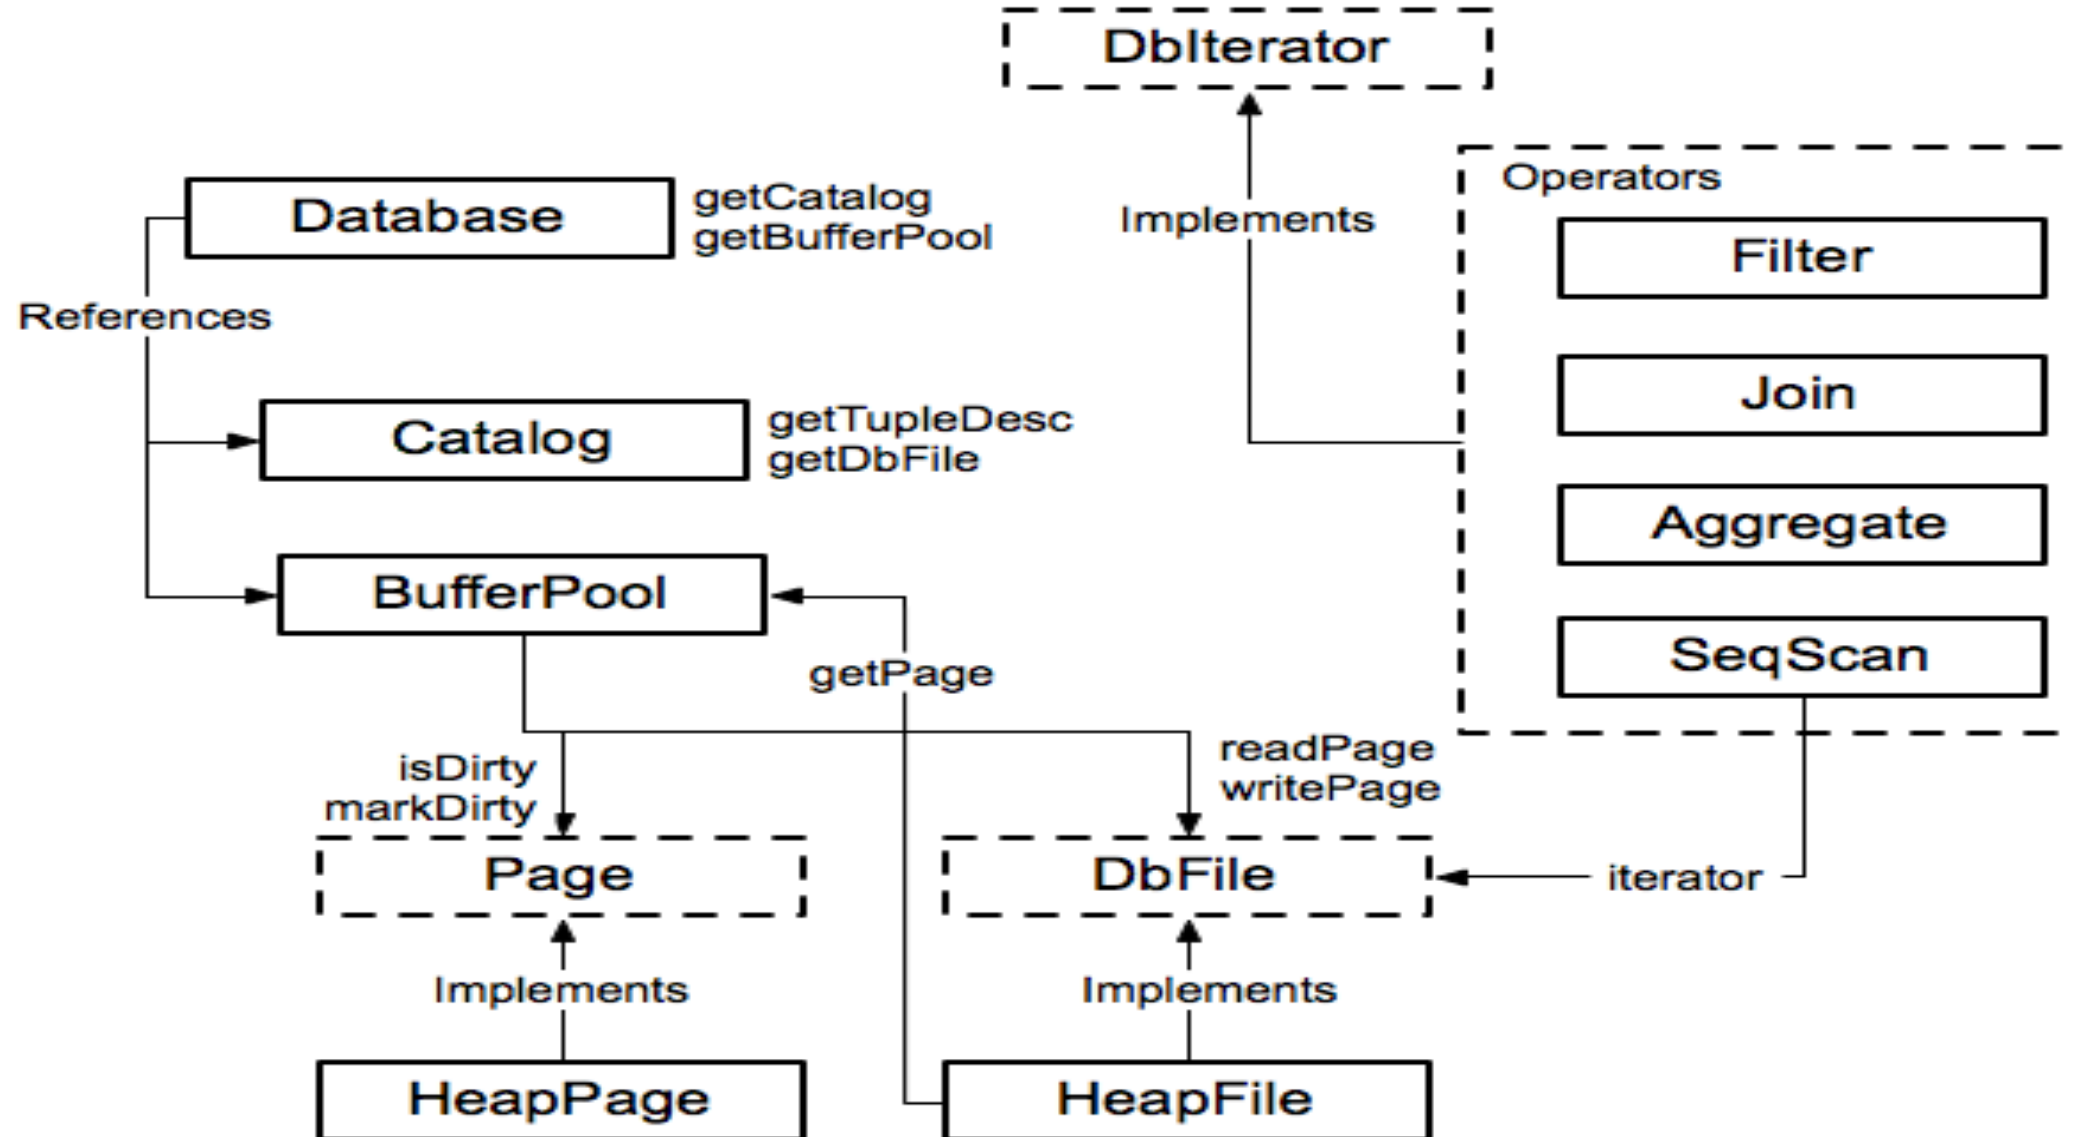 DbIterator
Operators
Database
getCatalog
getBufferPool
Implements
Filter
References
Join
Catalog
getTupleDesc
getDbFile
Aggregate
BufferPool
SeqScan
getPage
isDirty
markDirty
readPage
writePage
Page
DbFile
iterator
Implements
Implements
HeapPage
HeapFile